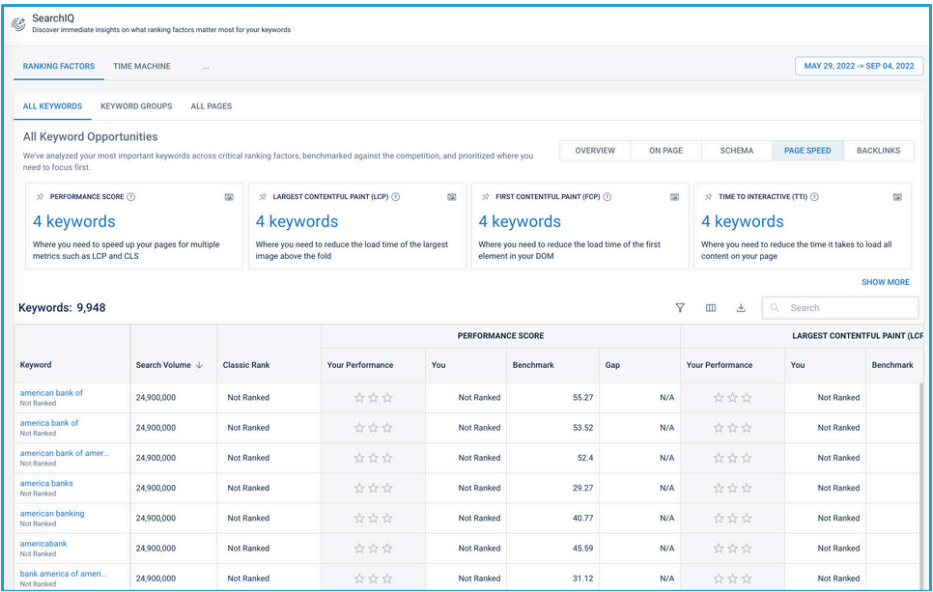 SearchIQ
Discover immediate insights on what ranking factors matter most for your keywords
RANKING FACTORS TIME MACHINE ... MAY 29, 2022 -> SEP 04, 2022
ALL KEYWORDS KEYWORD GROUPS ALL PAGES
All Keyword Opportunities
We've analyzed your most important keywords across critical ranking factors, benchmarked against the competition, and prioritized where you
need to focus first.
OVERVIEW ON PAGE SCHEMA PAGE SPEED BACKLINKS
PERFORMANCE SCORE
4 keywords
Where you need to speed up your pages for multiple
metrics such as LCP and CLS
LARGEST CONTENTFUL PAINT (LCP)
4 keywords
Where you need to reduce the load time of the largest
image above the fold
FIRST CONTENTFUL PAINT (FCP)
4 keywords
Where you need to reduce the load time of the first
element in your DOM
TIME TO INTERACTIVE (TTI)
4 keywords
Where you need to reduce the time it takes to load all
content on your page
SHOW MORE
Keywords: 9,948
Search
PERFORMANCE SCORE LARGEST CONTENTFUL PAINT (LCP
Keyword Search Volume Classic Rank Your Performance You Benchmark Gap Your Performance You Benchmark
american bank of
Not Ranked
24,900,000 Not Ranked Not Ranked 55.27 N/A Not Ranked
america bank of
Not Ranked
24,900,000 Not Ranked Not Ranked 53.52 N/A Not Ranked
american bank of amer...
Not Ranked
24,900,000 Not Ranked Not Ranked 52.4 N/A Not Ranked
america banks
Not Ranked
24,900,000 Not Ranked Not Ranked 29.27 N/A Not Ranked
american banking
Not Ranked
24,900,000 Not Ranked Not Ranked 40.77 N/A Not Ranked
americabank
Not Ranked
24,900,000 Not Ranked Not Ranked 45.59 N/A Not Ranked
bank america of ameri...
Not Ranked
24,900,000 Not Ranked Not Ranked 31.12 N/A Not Ranked